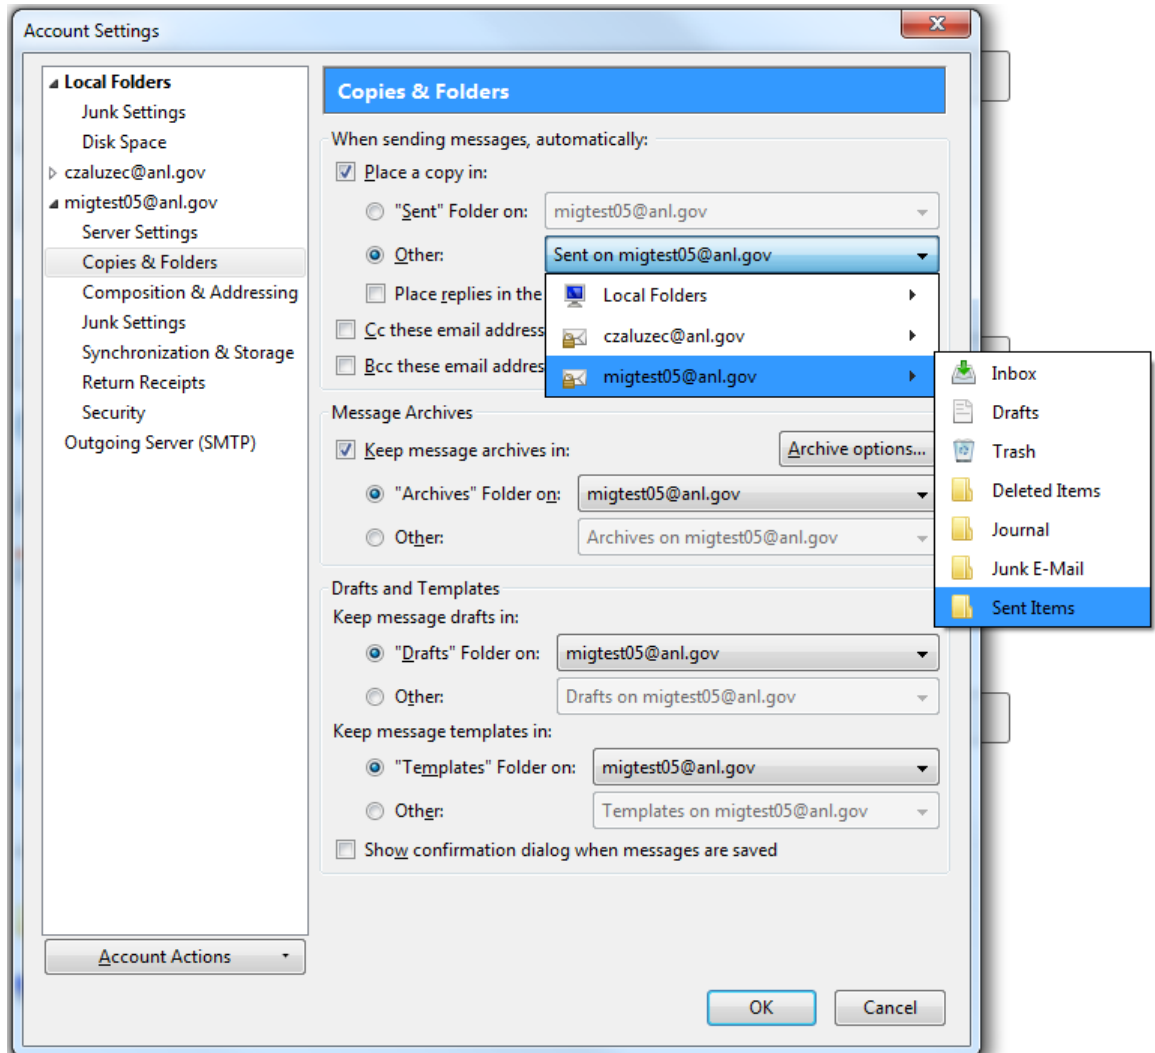 Account Settings
Local Folders
Junk Settings
Disk Space
czaluzec@anl.gov
migtest05@anl.gov
Server Settings
Copies & Folders
Composition & Addressing
Junk Settings
Synchronization & Storage
Return Receipts
Security
Outgoing Server (SMTP)
Account Actions
Copies & Folders
When sending messages, automatically:
Place a copy in:
"Sent" Folder on: migtest05@anl.gov
Other: Sent on migtest05@anl.gov
Place replies in the
Cc these email address
Bcc these email addres
Local Folders
czaluzec@anl.gov
migtest05@anl.gov
Inbox
Drafts
Trash
Deleted Items
Journal
Junk E-Mail
Sent Items
Message Archives
Keep message archives in: Archive options...
"Archives" Folder on: migtest05@anl.gov
Other: Archives on migtest05@anl.gov
Drafts and Templates
Keep message drafts in:
"Drafts" Folder on: migtest05@anl.gov
Other: Drafts on migtest05@anl.gov
Keep message templates in:
"Templates" Folder on: migtest05@anl.gov
Other: Templates on migtest05@anl.gov
Show confirmation dialog when messages are saved
OK Cancel